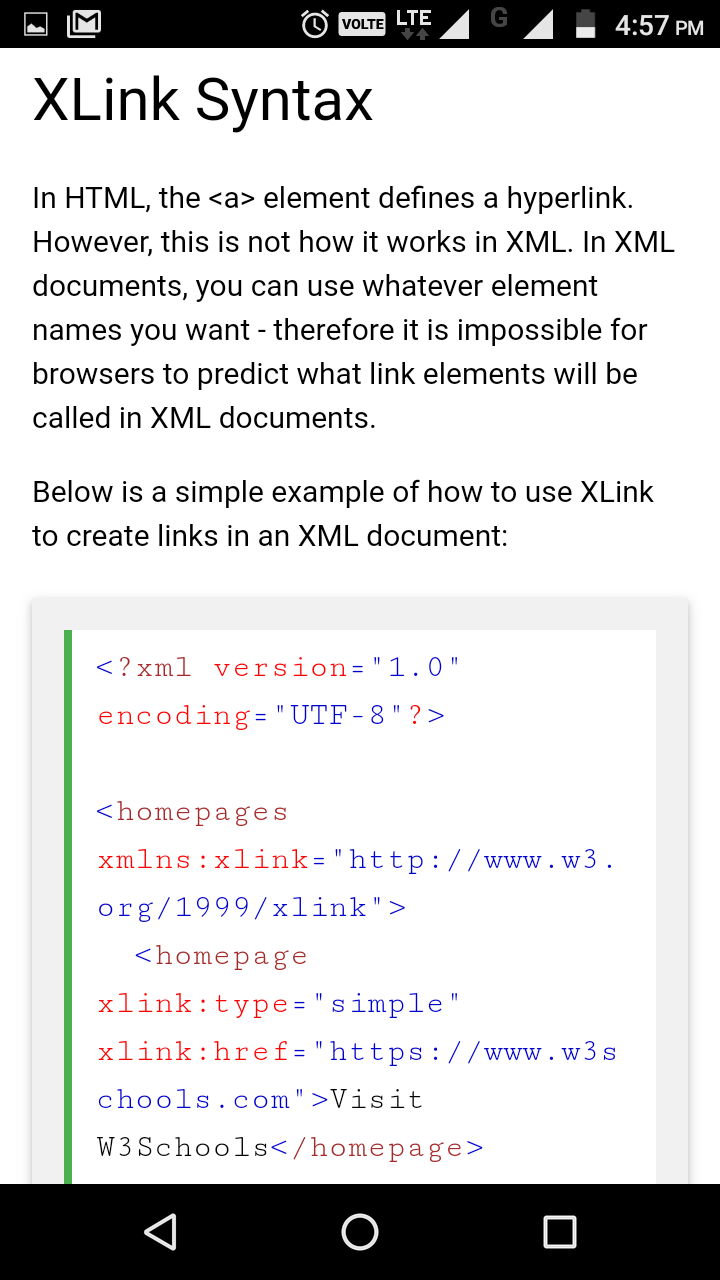 VOLTE LTE G 4:57 PM
XLink Syntax
In HTML, the <a> element defines a hyperlink.
However, this is not how it works in XML. In XML
documents, you can use whatever element
names you want - therefore it is impossible for
browsers to predict what link elements will be
called in XML documents.
Below is a simple example of how to use XLink
to create links in an XML document:
<?xml version="1.0"
encoding="UTF-8"?>
<homepages
xmlns:xlink="http://www.w3.
org/1999/xlink">
<homepage
xlink:type="simple"
xlink:href="https://www.w3s
chools.com">Visit
W3Schools</homepage>